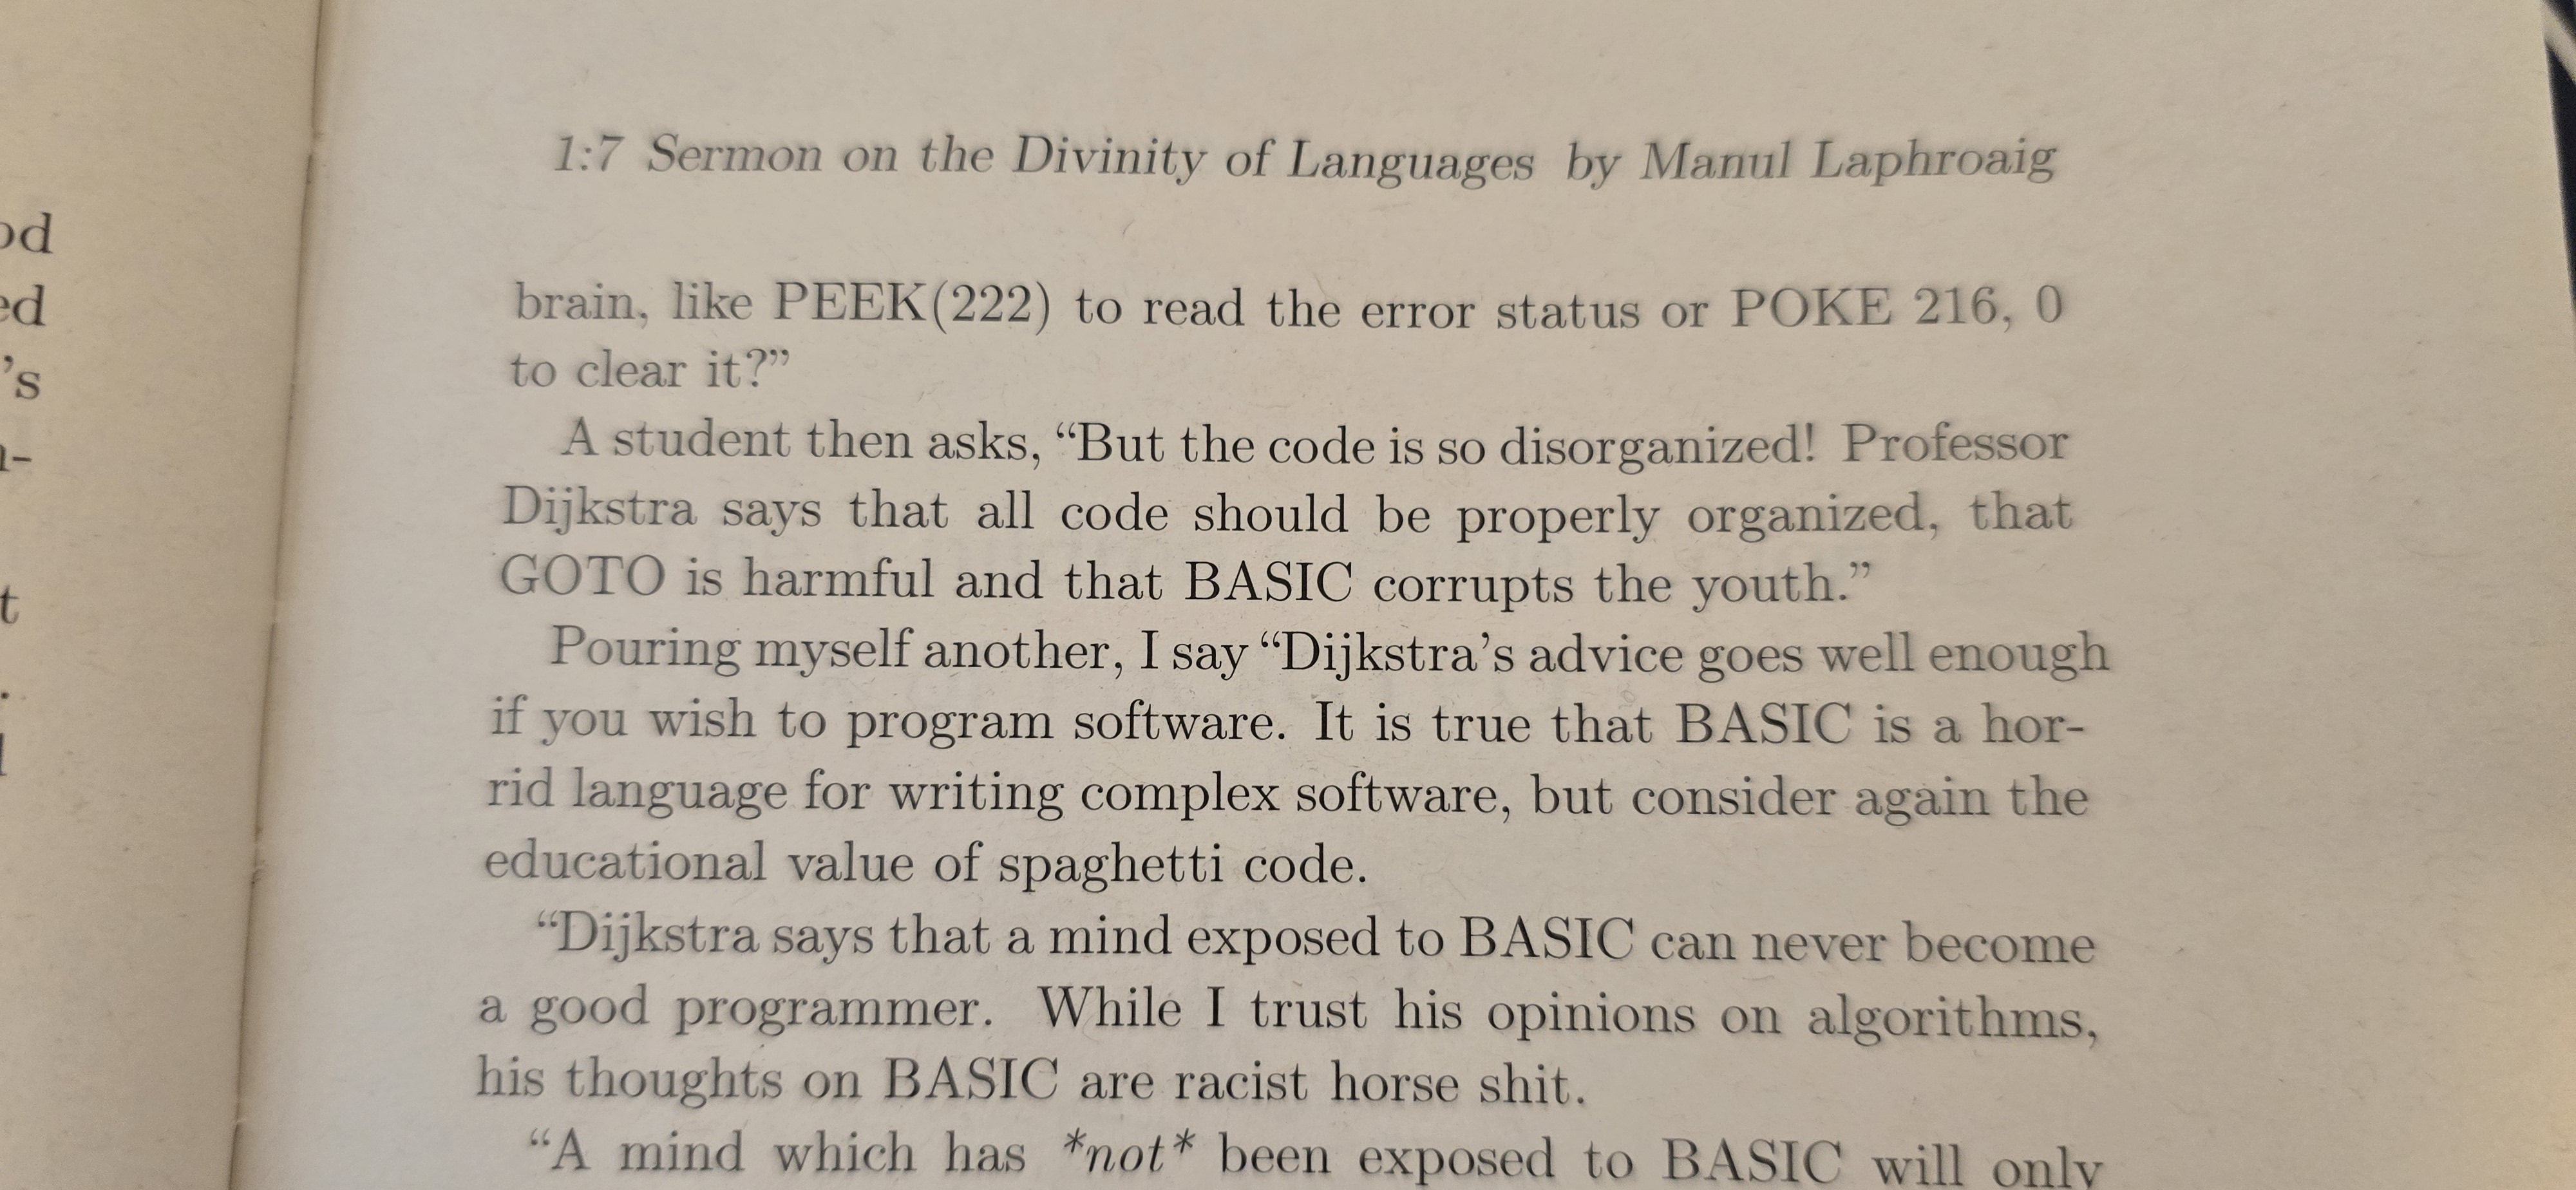 1:7 Sermon on the Divinity of Languages by Manul Laphroaig
brain, like PEEK(222) to read the error status or POKE 216, 0
to clear it?”
A student then asks, “But the code is so disorganized! Professor
Dijkstra says that all code should be properly organized, that
GOTO is harmful and that BASIC corrupts the youth.”
Pouring myself another, I say “Dijkstra’s advice goes well enough
if you wish to program software. It is true that BASIC is a hor-
rid language for writing complex software, but consider again the
educational value of spaghetti code.
“Dijkstra says that a mind exposed to BASIC can never become
a good programmer. While I trust his opinions on algorithms,
his thoughts on BASIC are racist horse shit.
“A mind which has *not* been exposed to BASIC will only